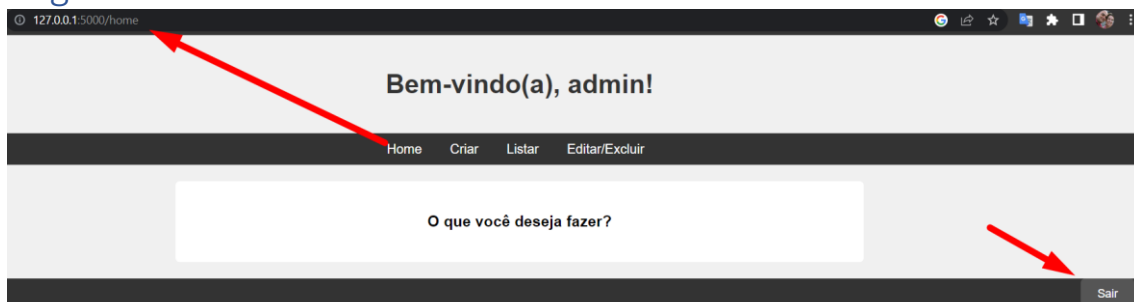 127.0.0.1:5000/home
Bem-vindo(a), admin!
Home Criar Listar Editar/Excluir
O que você deseja fazer?
Sair